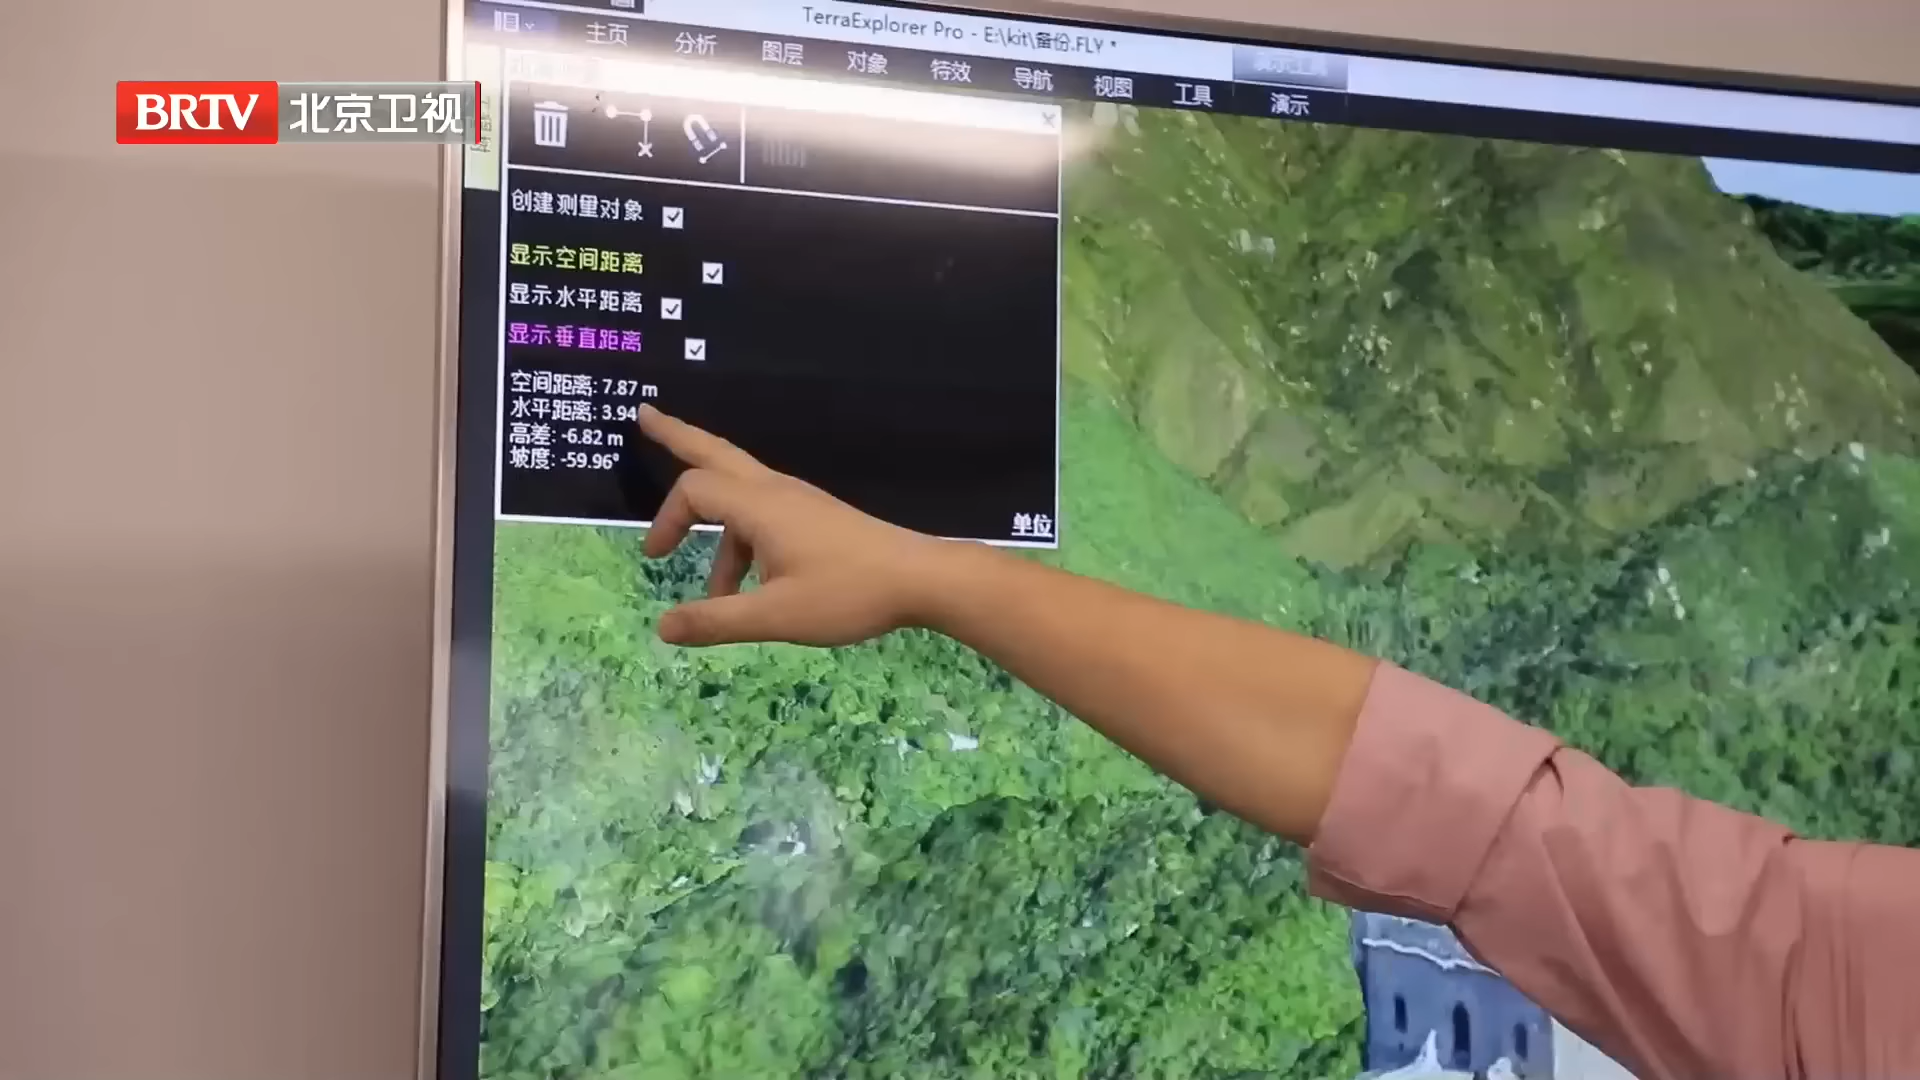 TerraExplorer Pro - E:\kit\备份.FLY *
主页 分析 图层 对象 特效 导航 视图 工具 演示
BRTV 北京卫视
创建测量对象
显示空间距离
显示水平距离
显示垂直距离
空间距离: 7.87 m
水平距离: 3.94
高差: -6.82 m
坡度: -59.96°
单位